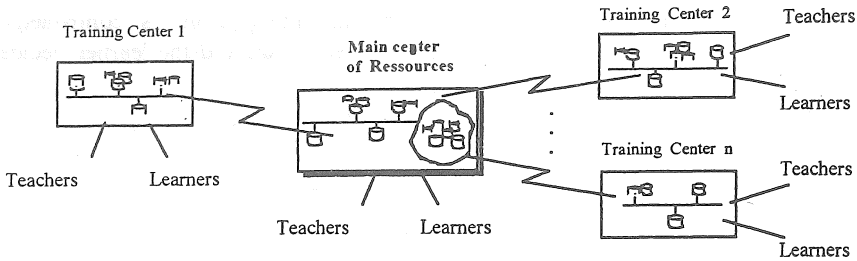 Training Center 1
Teachers
Learners
Main center
of Ressources
Teachers
Learners
Training Center 2
Teachers
Learners
Training Center n
Teachers
Learners